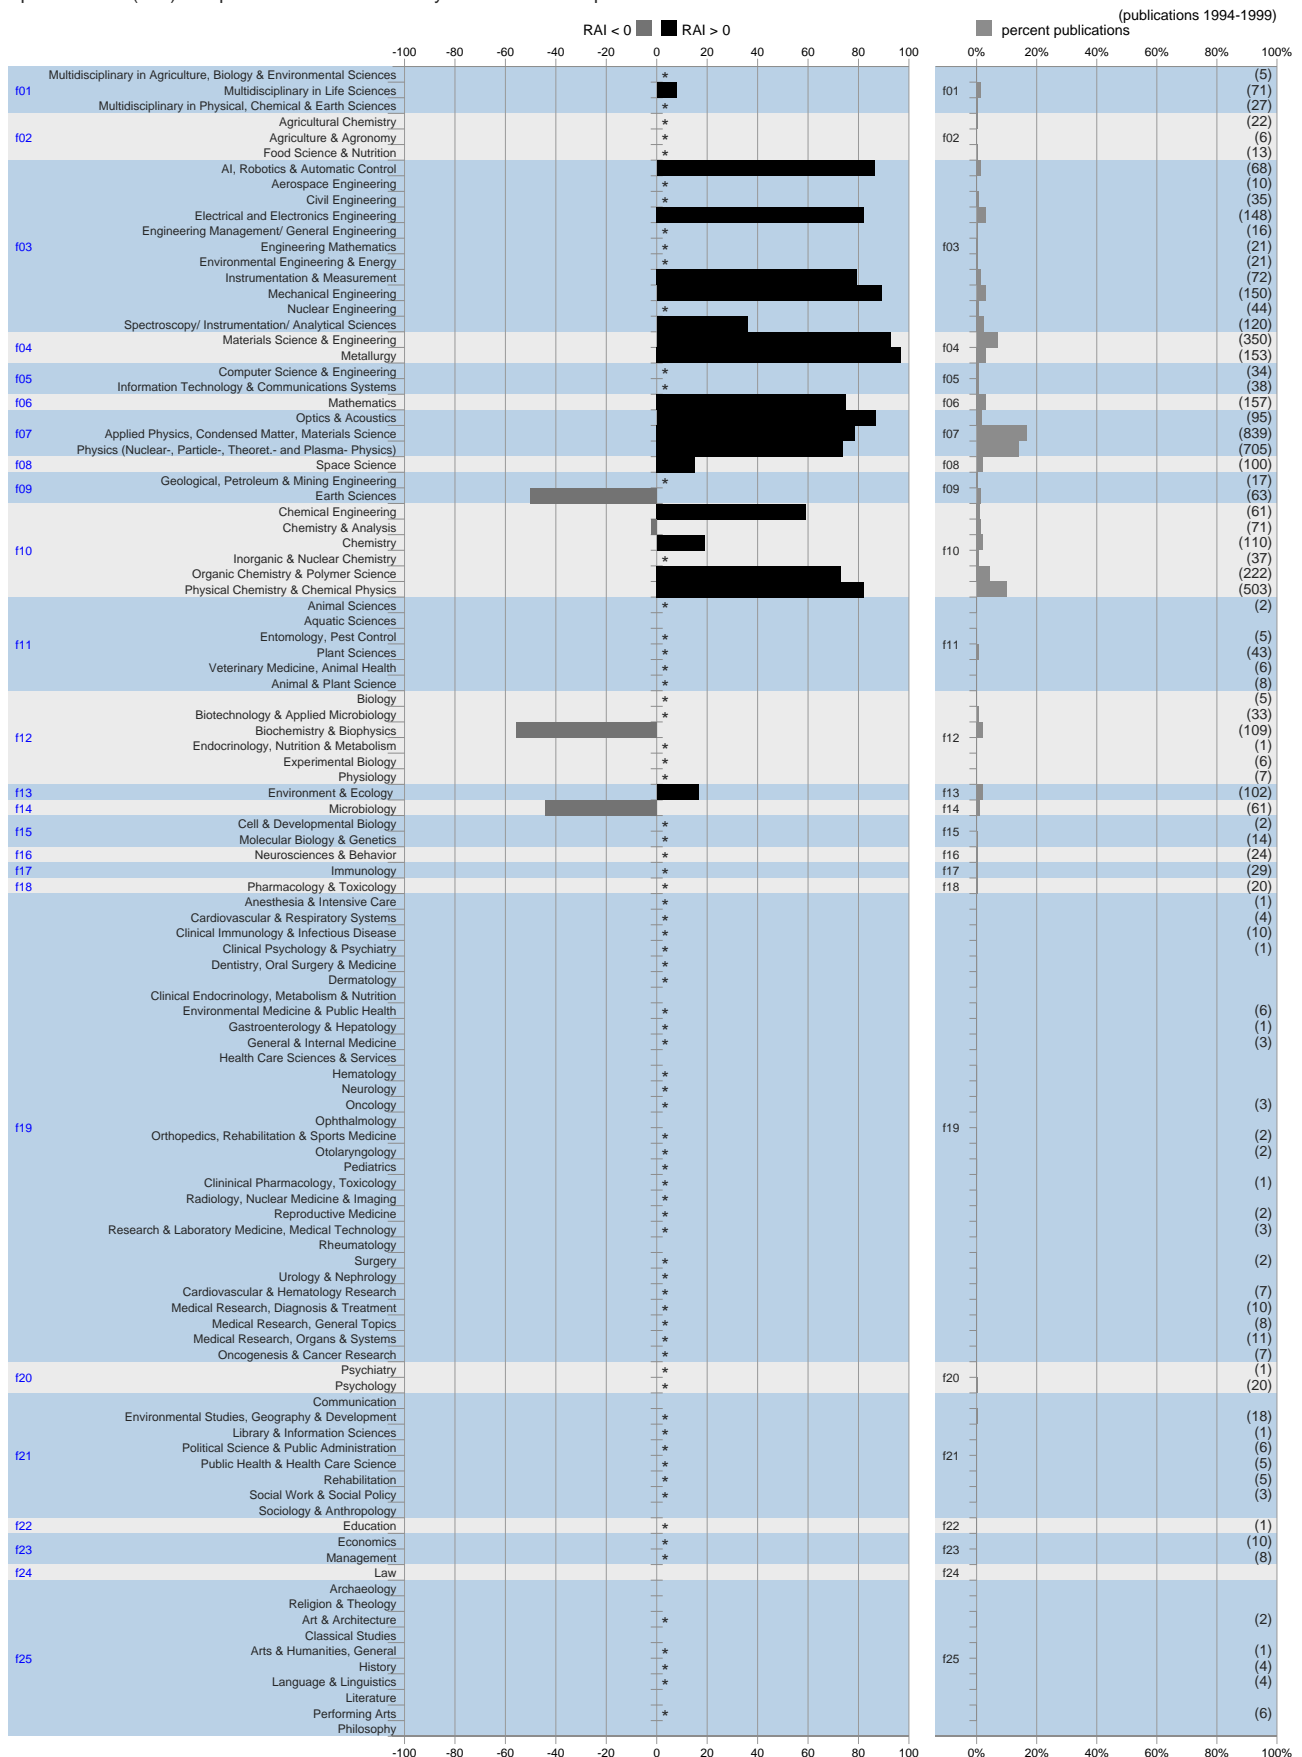 (publications 1994-1999)
RAI < 0 RAI > 0 percent publications
-100 -80 -60 -40 -20 0 20 40 60 80 100 0% 20% 40% 60% 80% 100%
Multidisciplinary in Agriculture, Biology & Environmental Sciences * (5)
f01 Multidisciplinary in Life Sciences f01 (71)
Multidisciplinary in Physical, Chemical & Earth Sciences * (27)
Agricultural Chemistry * (22)
f02 Agriculture & Agronomy * f02 (6)
Food Science & Nutrition * (13)
AI, Robotics & Automatic Control (68)
Aerospace Engineering * (10)
Civil Engineering * (35)
Electrical and Electronics Engineering (148)
Engineering Management/ General Engineering * (16)
f03 Engineering Mathematics * f03 (21)
Environmental Engineering & Energy * (21)
Instrumentation & Measurement (72)
Mechanical Engineering (150)
Nuclear Engineering * (44)
Spectroscopy/ Instrumentation/ Analytical Sciences (120)
Materials Science & Engineering (350)
f04 f04
Metallurgy (153)
Computer Science & Engineering * (34)
f05 f05
Information Technology & Communications Systems * (38)
f06 Mathematics f06 (157)
Optics & Acoustics (95)
f07 Applied Physics, Condensed Matter, Materials Science f07 (839)
Physics (Nuclear-, Particle-, Theoret.- and Plasma- Physics) (705)
f08 Space Science f08 (100)
Geological, Petroleum & Mining Engineering * (17)
f09 f09
Earth Sciences (63)
Chemical Engineering (61)
Chemistry & Analysis (71)
Chemistry (110)
f10 f10
Inorganic & Nuclear Chemistry * (37)
Organic Chemistry & Polymer Science (222)
Physical Chemistry & Chemical Physics (503)
Animal Sciences * (2)
Aquatic Sciences
Entomology, Pest Control * (5)
f11 f11
Plant Sciences * (43)
Veterinary Medicine, Animal Health * (6)
Animal & Plant Science * (8)
Biology * (5)
Biotechnology & Applied Microbiology * (33)
Biochemistry & Biophysics (109)
f12 f12
Endocrinology, Nutrition & Metabolism * (1)
Experimental Biology * (6)
Physiology * (7)
f13 Environment & Ecology f13 (102)
f14 Microbiology f14 (61)
Cell & Developmental Biology * (2)
f15 f15
Molecular Biology & Genetics * (14)
f16 Neurosciences & Behavior * f16 (24)
f17 Immunology * f17 (29)
f18 Pharmacology & Toxicology * f18 (20)
Anesthesia & Intensive Care * (1)
Cardiovascular & Respiratory Systems * (4)
Clinical Immunology & Infectious Disease * (10)
Clinical Psychology & Psychiatry * (1)
Dentistry, Oral Surgery & Medicine *
Dermatology *
Clinical Endocrinology, Metabolism & Nutrition
Environmental Medicine & Public Health * (6)
Gastroenterology & Hepatology * (1)
General & Internal Medicine * (3)
Health Care Sciences & Services
Hematology *
Neurology *
Oncology * (3)
Ophthalmology
f19 f19
Orthopedics, Rehabilitation & Sports Medicine * (2)
Otolaryngology * (2)
Pediatrics *
Clininical Pharmacology, Toxicology * (1)
Radiology, Nuclear Medicine & Imaging *
Reproductive Medicine * (2)
Research & Laboratory Medicine, Medical Technology * (3)
Rheumatology
Surgery * (2)
Urology & Nephrology *
Cardiovascular & Hematology Research * (7)
Medical Research, Diagnosis & Treatment * (10)
Medical Research, General Topics * (8)
Medical Research, Organs & Systems * (11)
Oncogenesis & Cancer Research * (7)
Psychiatry * (1)
f20 f20
Psychology * (20)
Communication
Environmental Studies, Geography & Development * (18)
Library & Information Sciences * (1)
Political Science & Public Administration * (6)
f21 f21
Public Health & Health Care Science * (5)
Rehabilitation * (5)
Social Work & Social Policy * (3)
Sociology & Anthropology
f22 Education * f22 (1)
Economics * (10)
f23 f23
Management * (8)
f24 Law f24
Archaeology
Religion & Theology
Art & Architecture * (2)
Classical Studies
Arts & Humanities, General * (1)
f25 f25
History * (4)
Language & Linguistics * (4)
Literature
Performing Arts * (6)
Philosophy
-100 -80 -60 -40 -20 0 20 40 60 80 100 0% 20% 40% 60% 80% 100%